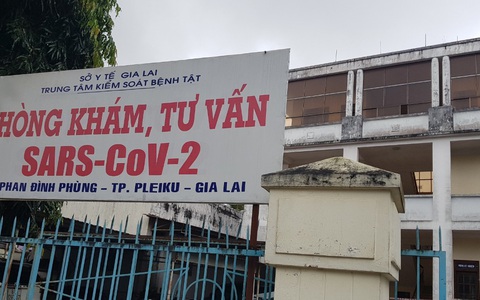 SỞ Y TẾ GIA LAI
TRUNG TÂM KIỂM SOÁT BỆNH TẬT
HÒNG KHÁM, TƯ VẤN
SARS-CoV-2
PHAN ĐÌNH PHÙNG - TP. PLEIKU - GIA LAI